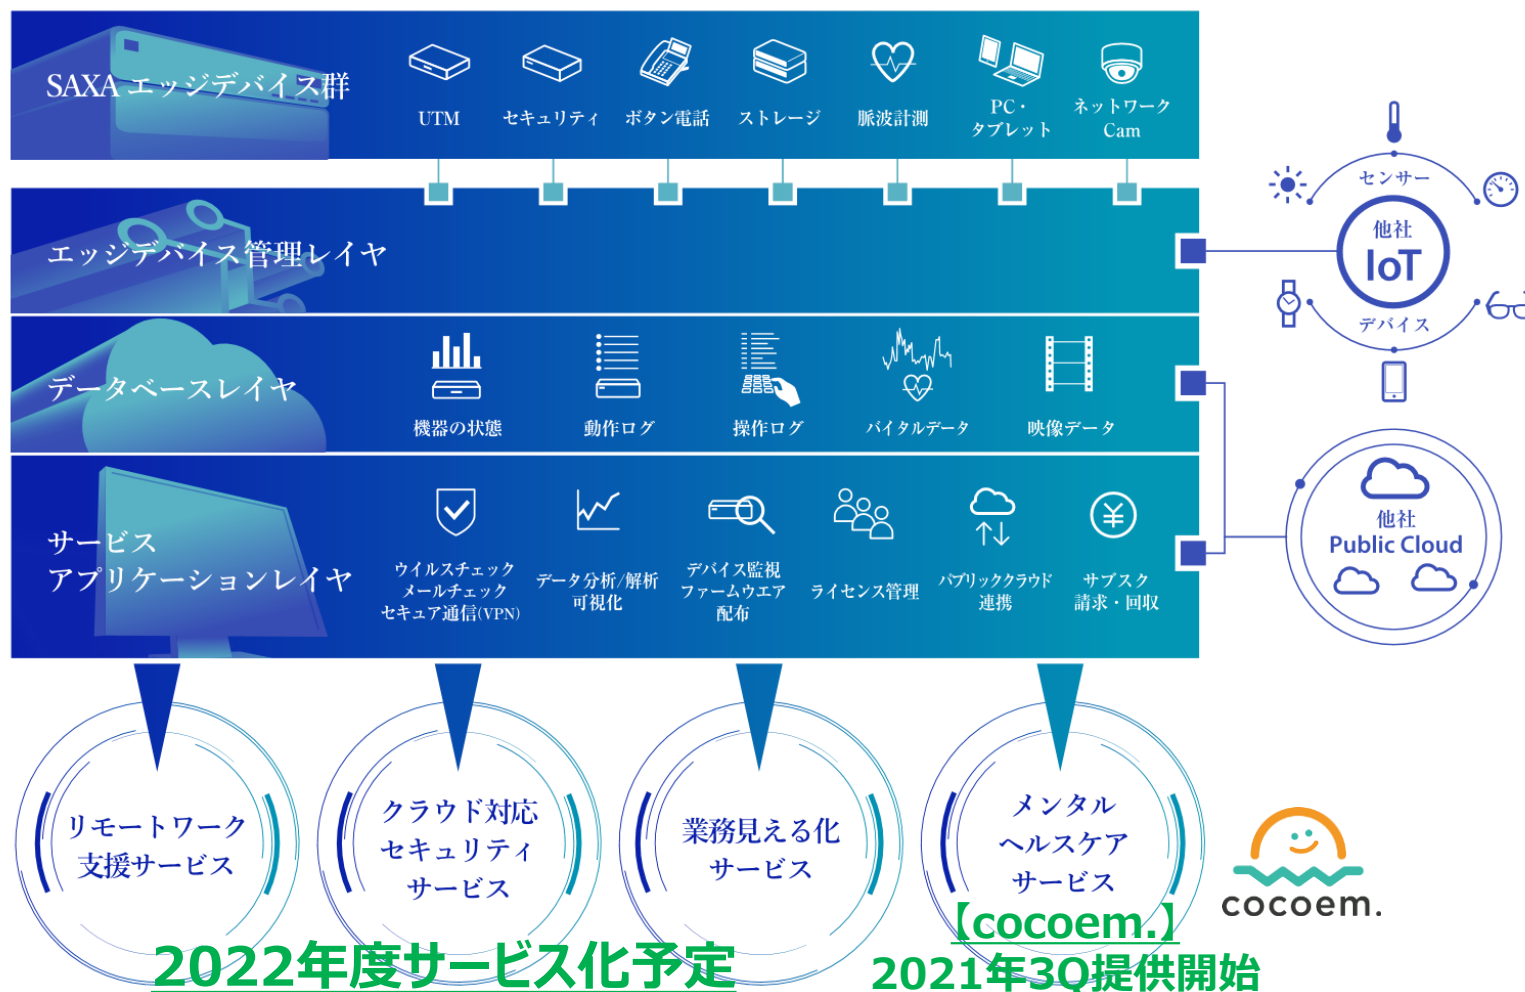 SAXA エッジデバイス群
UTM
セキュリティ
ボタン電話
ストレージ
脈波計測
PC・
タブレット
ネットワーク
Cam
エッジデバイス管理レイヤ
センサー
他社
IoT
デバイス
データベースレイヤ
機器の状態
動作ログ
操作ログ
バイタルデータ
映像データ
サービス
アプリケーションレイヤ
ウイルスチェック
メールチェック
セキュア通信(VPN)
データ分析/解析
可視化
デバイス監視
ファームウエア
配布
ライセンス管理
パブリッククラウド
連携
サブスク
請求・回収
他社
Public Cloud
リモートワーク
支援サービス
クラウド対応
セキュリティ
サービス
業務見える化
サービス
メンタル
ヘルスケア
サービス
【cocoem.】
2021年3Q提供開始
cocoem.
2022年度サービス化予定